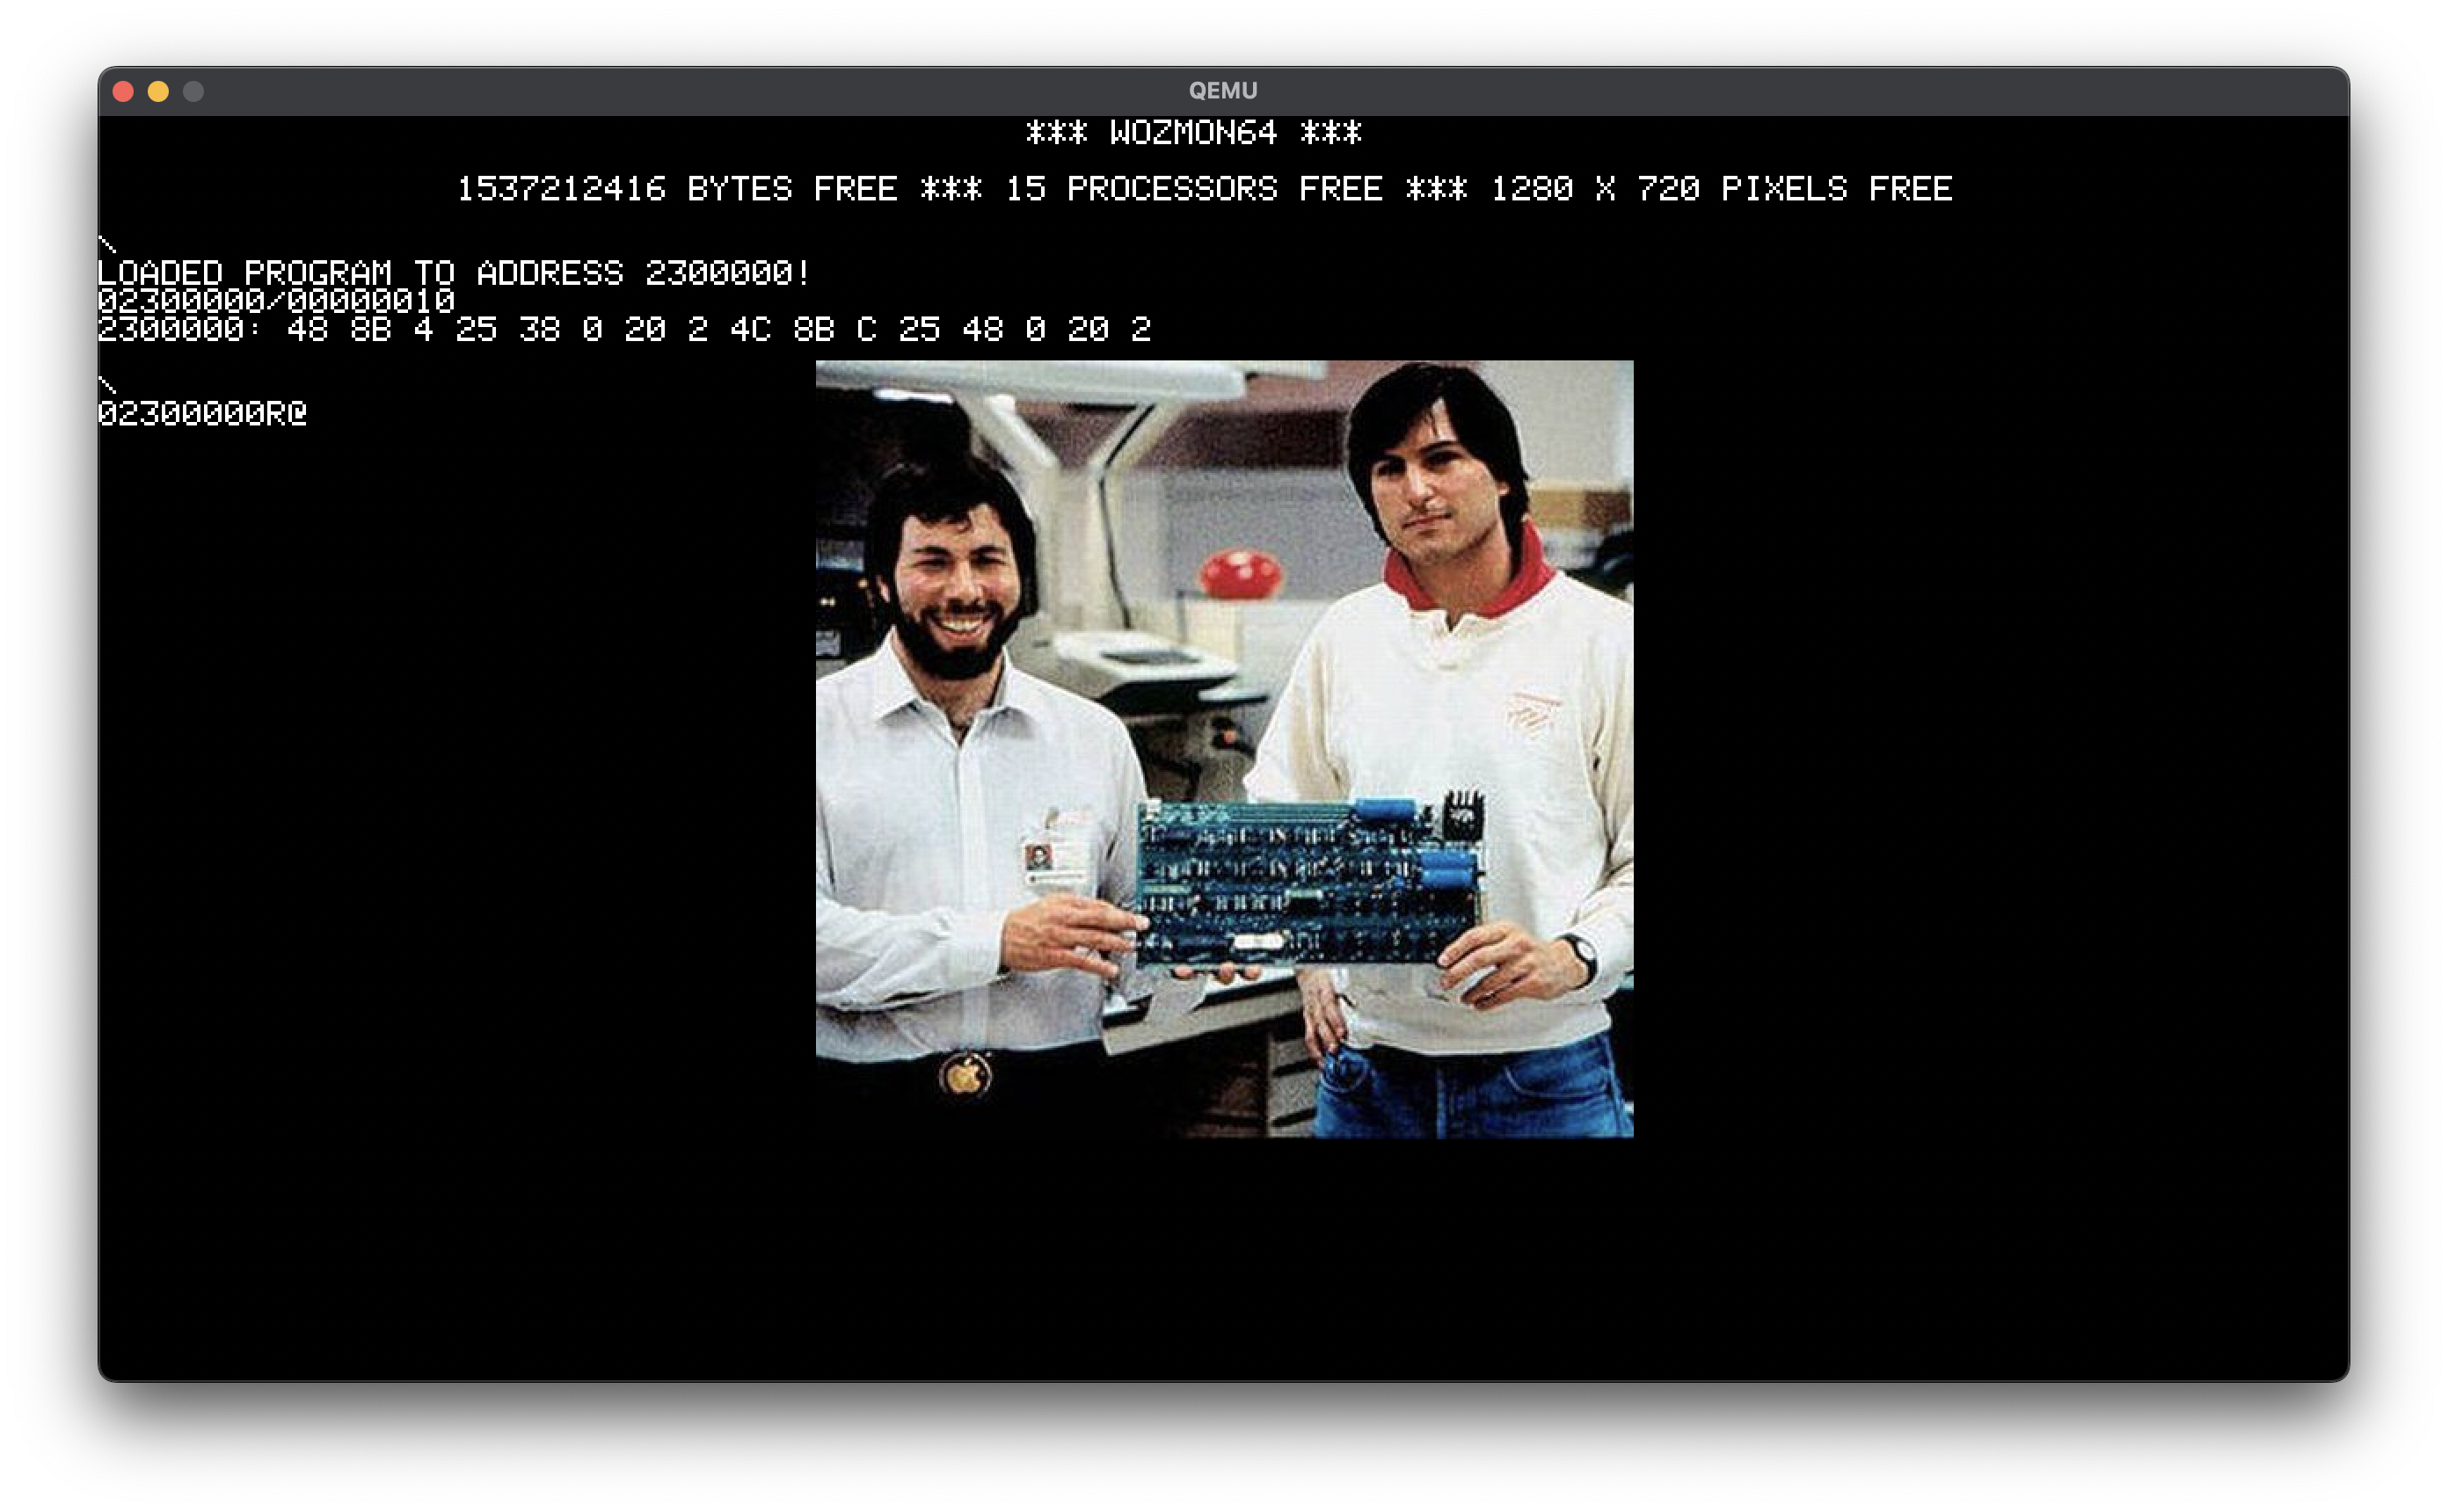 QEMU
*** WOZMON64 ***
1537212416 BYTES FREE *** 15 PROCESSORS FREE *** 1280 X 720 PIXELS FREE
\
LOADED PROGRAM TO ADDRESS 2300000!
02300000/00000010
2300000: 48 8B 4 25 38 0 20 2 4C 8B C 25 48 0 20 2
\
02300000R@